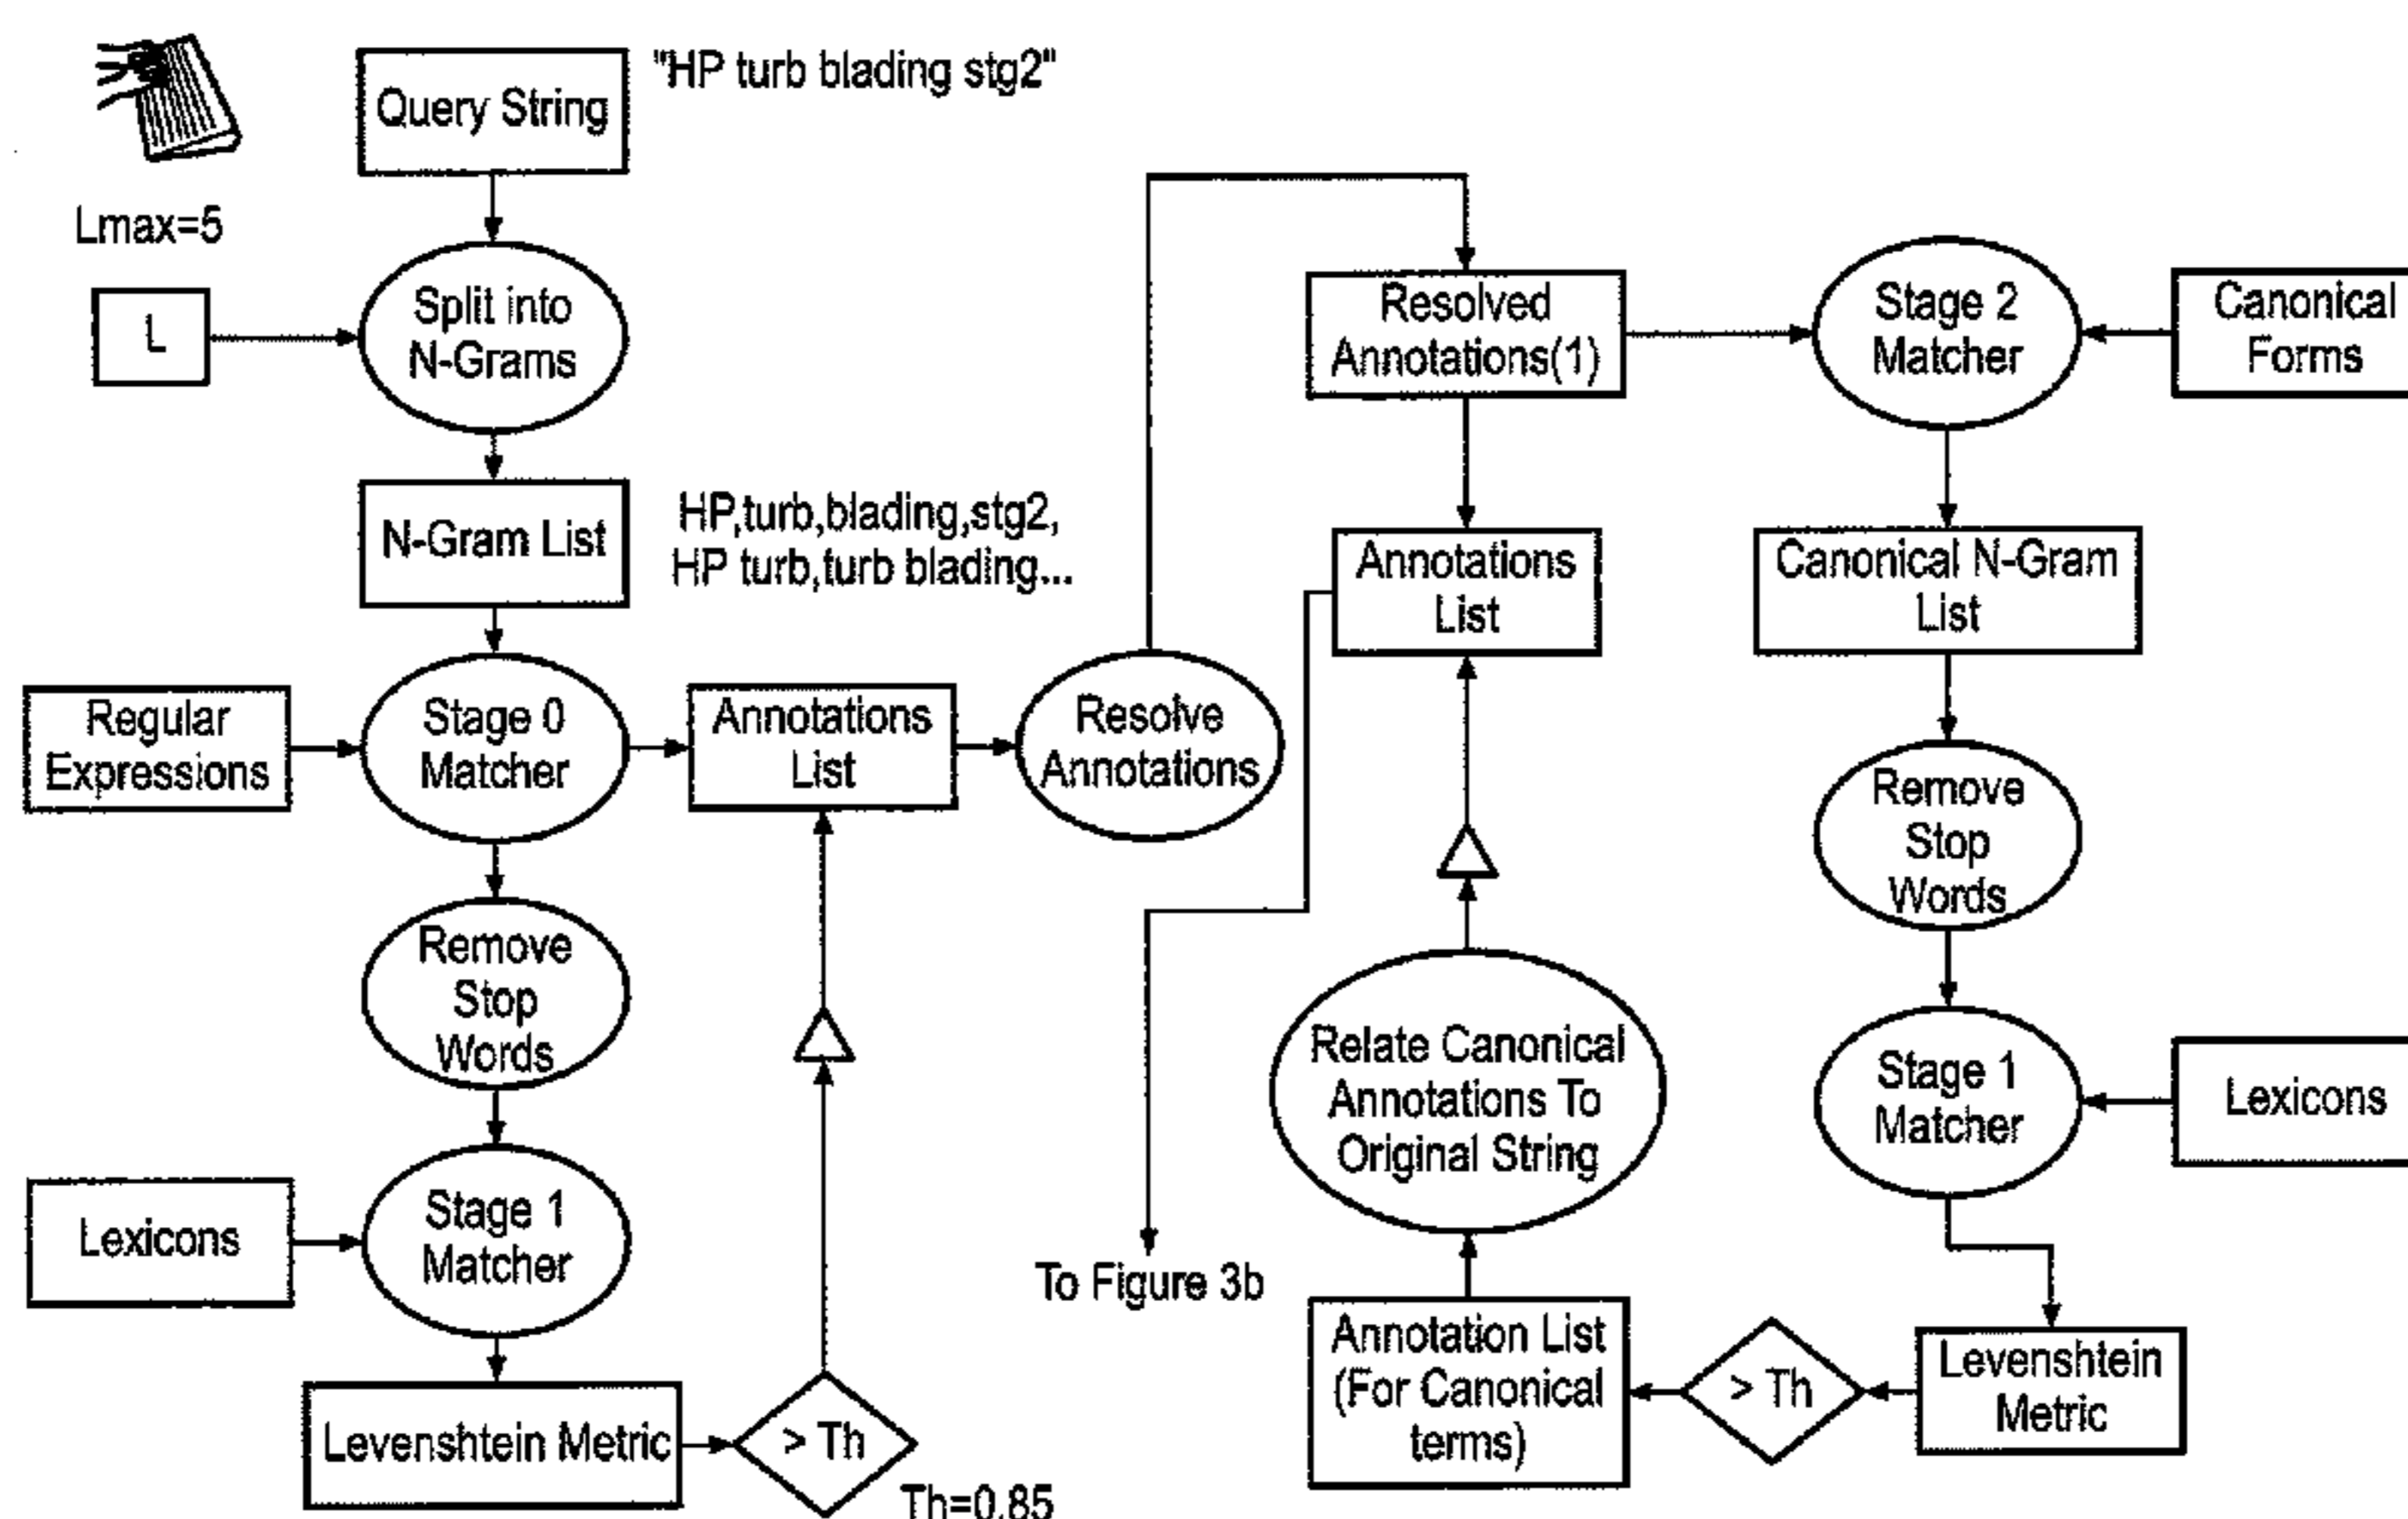 Query String
"HP turb blading stg2"
Lmax=5
L
Split into
N-Grams
N-Gram List
HP,turb,blading,stg2,
HP turb,turb blading...
Regular
Expressions
Stage 0
Matcher
Annotations
List
Resolve
Annotations
Remove
Stop
Words
Lexicons
Stage 1
Matcher
Levenshtein Metric
> Th
Th=0.85
Resolved
Annotations(1)
Stage 2
Matcher
Canonical
Forms
Annotations
List
Canonical N-Gram
List
Remove
Stop
Words
Stage 1
Matcher
Lexicons
Levenshtein
Metric
> Th
Annotation List
(For Canonical
terms)
Relate Canonical
Annotations To
Original String
To Figure 3b